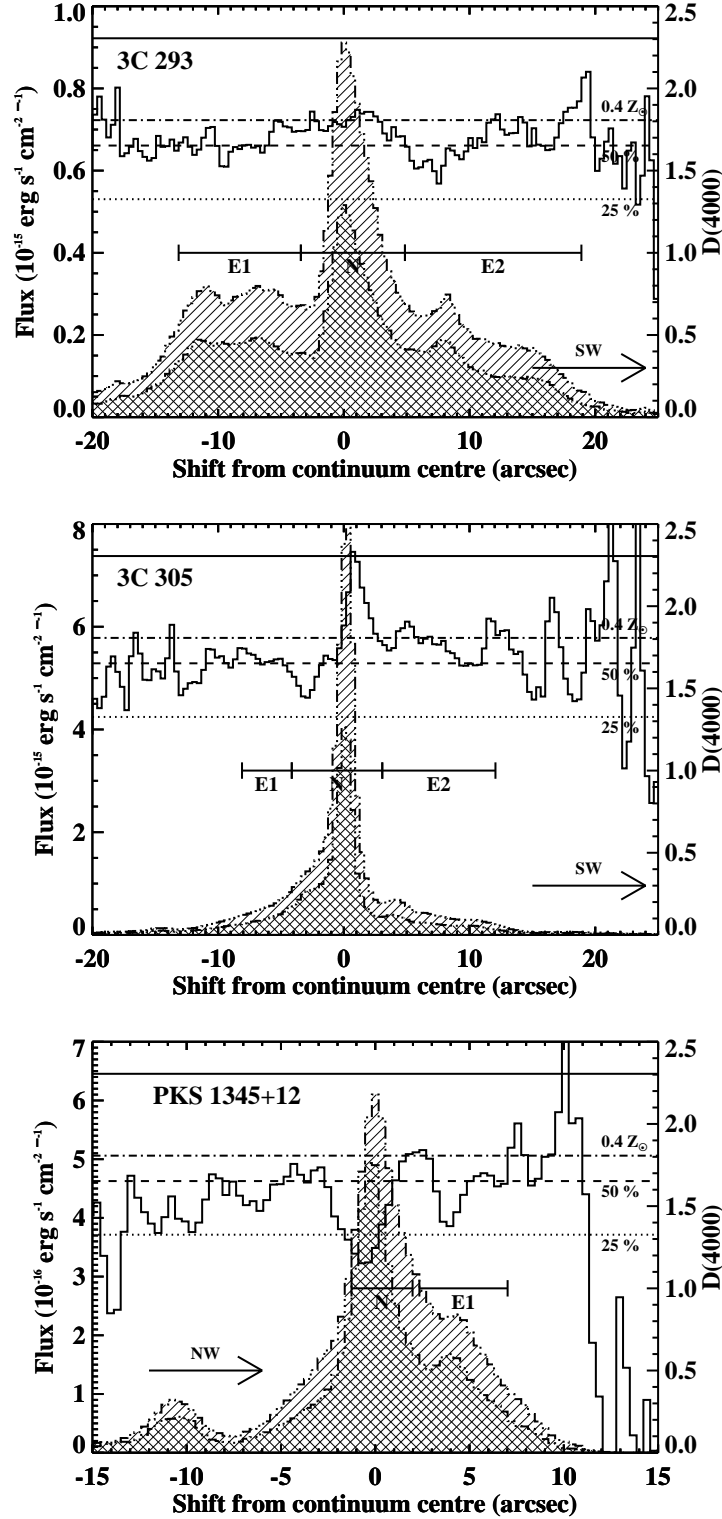 3C 293
Flux (10⁻¹⁵ erg s⁻¹ cm⁻² ⁻¹)
0.0 0.2 0.4 0.6 0.8 1.0
D(4000)
0.0 0.5 1.0 1.5 2.0 2.5
0.4 Z☉
50 %
25 %
E1 N E2
SW
-20 -10 0 10 20
Shift from continuum centre (arcsec)
3C 305
Flux (10⁻¹⁵ erg s⁻¹ cm⁻² ⁻¹)
0 2 4 6 8
D(4000)
0.0 0.5 1.0 1.5 2.0 2.5
0.4 Z☉
50 %
25 %
E1 N E2
SW
-20 -10 0 10 20
Shift from continuum centre (arcsec)
PKS 1345+12
Flux (10⁻¹⁶ erg s⁻¹ cm⁻² ⁻¹)
0 1 2 3 4 5 6 7
D(4000)
0.0 0.5 1.0 1.5 2.0 2.5
0.4 Z☉
50 %
25 %
N E1
NW
-15 -10 -5 0 5 10 15
Shift from continuum centre (arcsec)